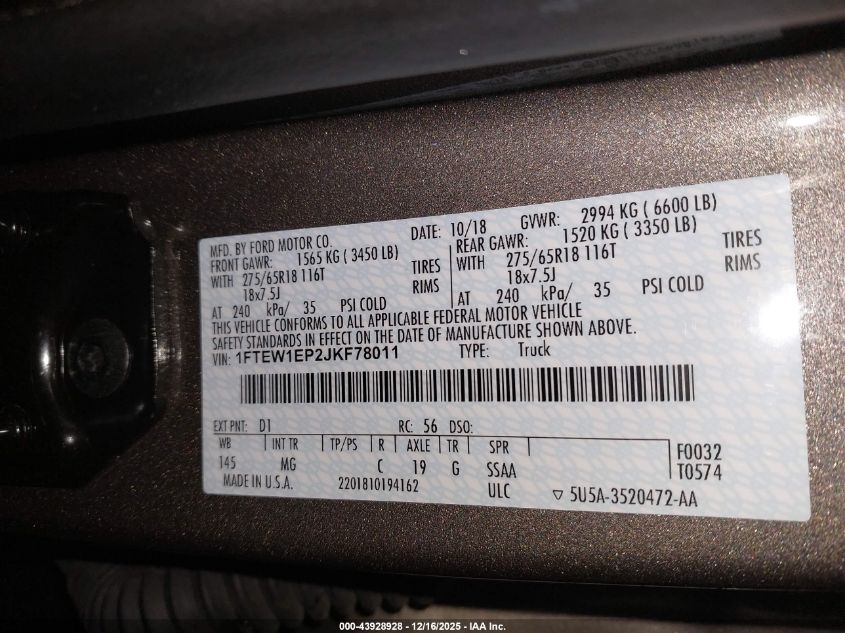 MFD. BY FORD MOTOR CO. DATE: 10/18 GVWR: 2994 KG ( 6600 LB)
FRONT GAWR: 1565 KG ( 3450 LB) REAR GAWR: 1520 KG ( 3350 LB)
WITH 275/65R18 116T TIRES WITH 275/65R18 116T TIRES
18x7.5J RIMS 18x7.5J RIMS
AT 240 kPa/ 35 PSI COLD AT 240 kPa/ 35 PSI COLD
THIS VEHICLE CONFORMS TO ALL APPLICABLE FEDERAL MOTOR VEHICLE
SAFETY STANDARDS IN EFFECT ON THE DATE OF MANUFACTURE SHOWN ABOVE.
VIN: 1FTEW1EP2JKF78011 TYPE: Truck
EXT PNT: D1 RC: 56 DSO:
WB INT TR TP/PS R AXLE TR SPR F0032
145 MG C 19 G SSAA T0574
MADE IN U.S.A. 2201810194162 ULC ▽ 5U5A-3520472-AA
000-43928928 - 12/16/2025 - IAA Inc.